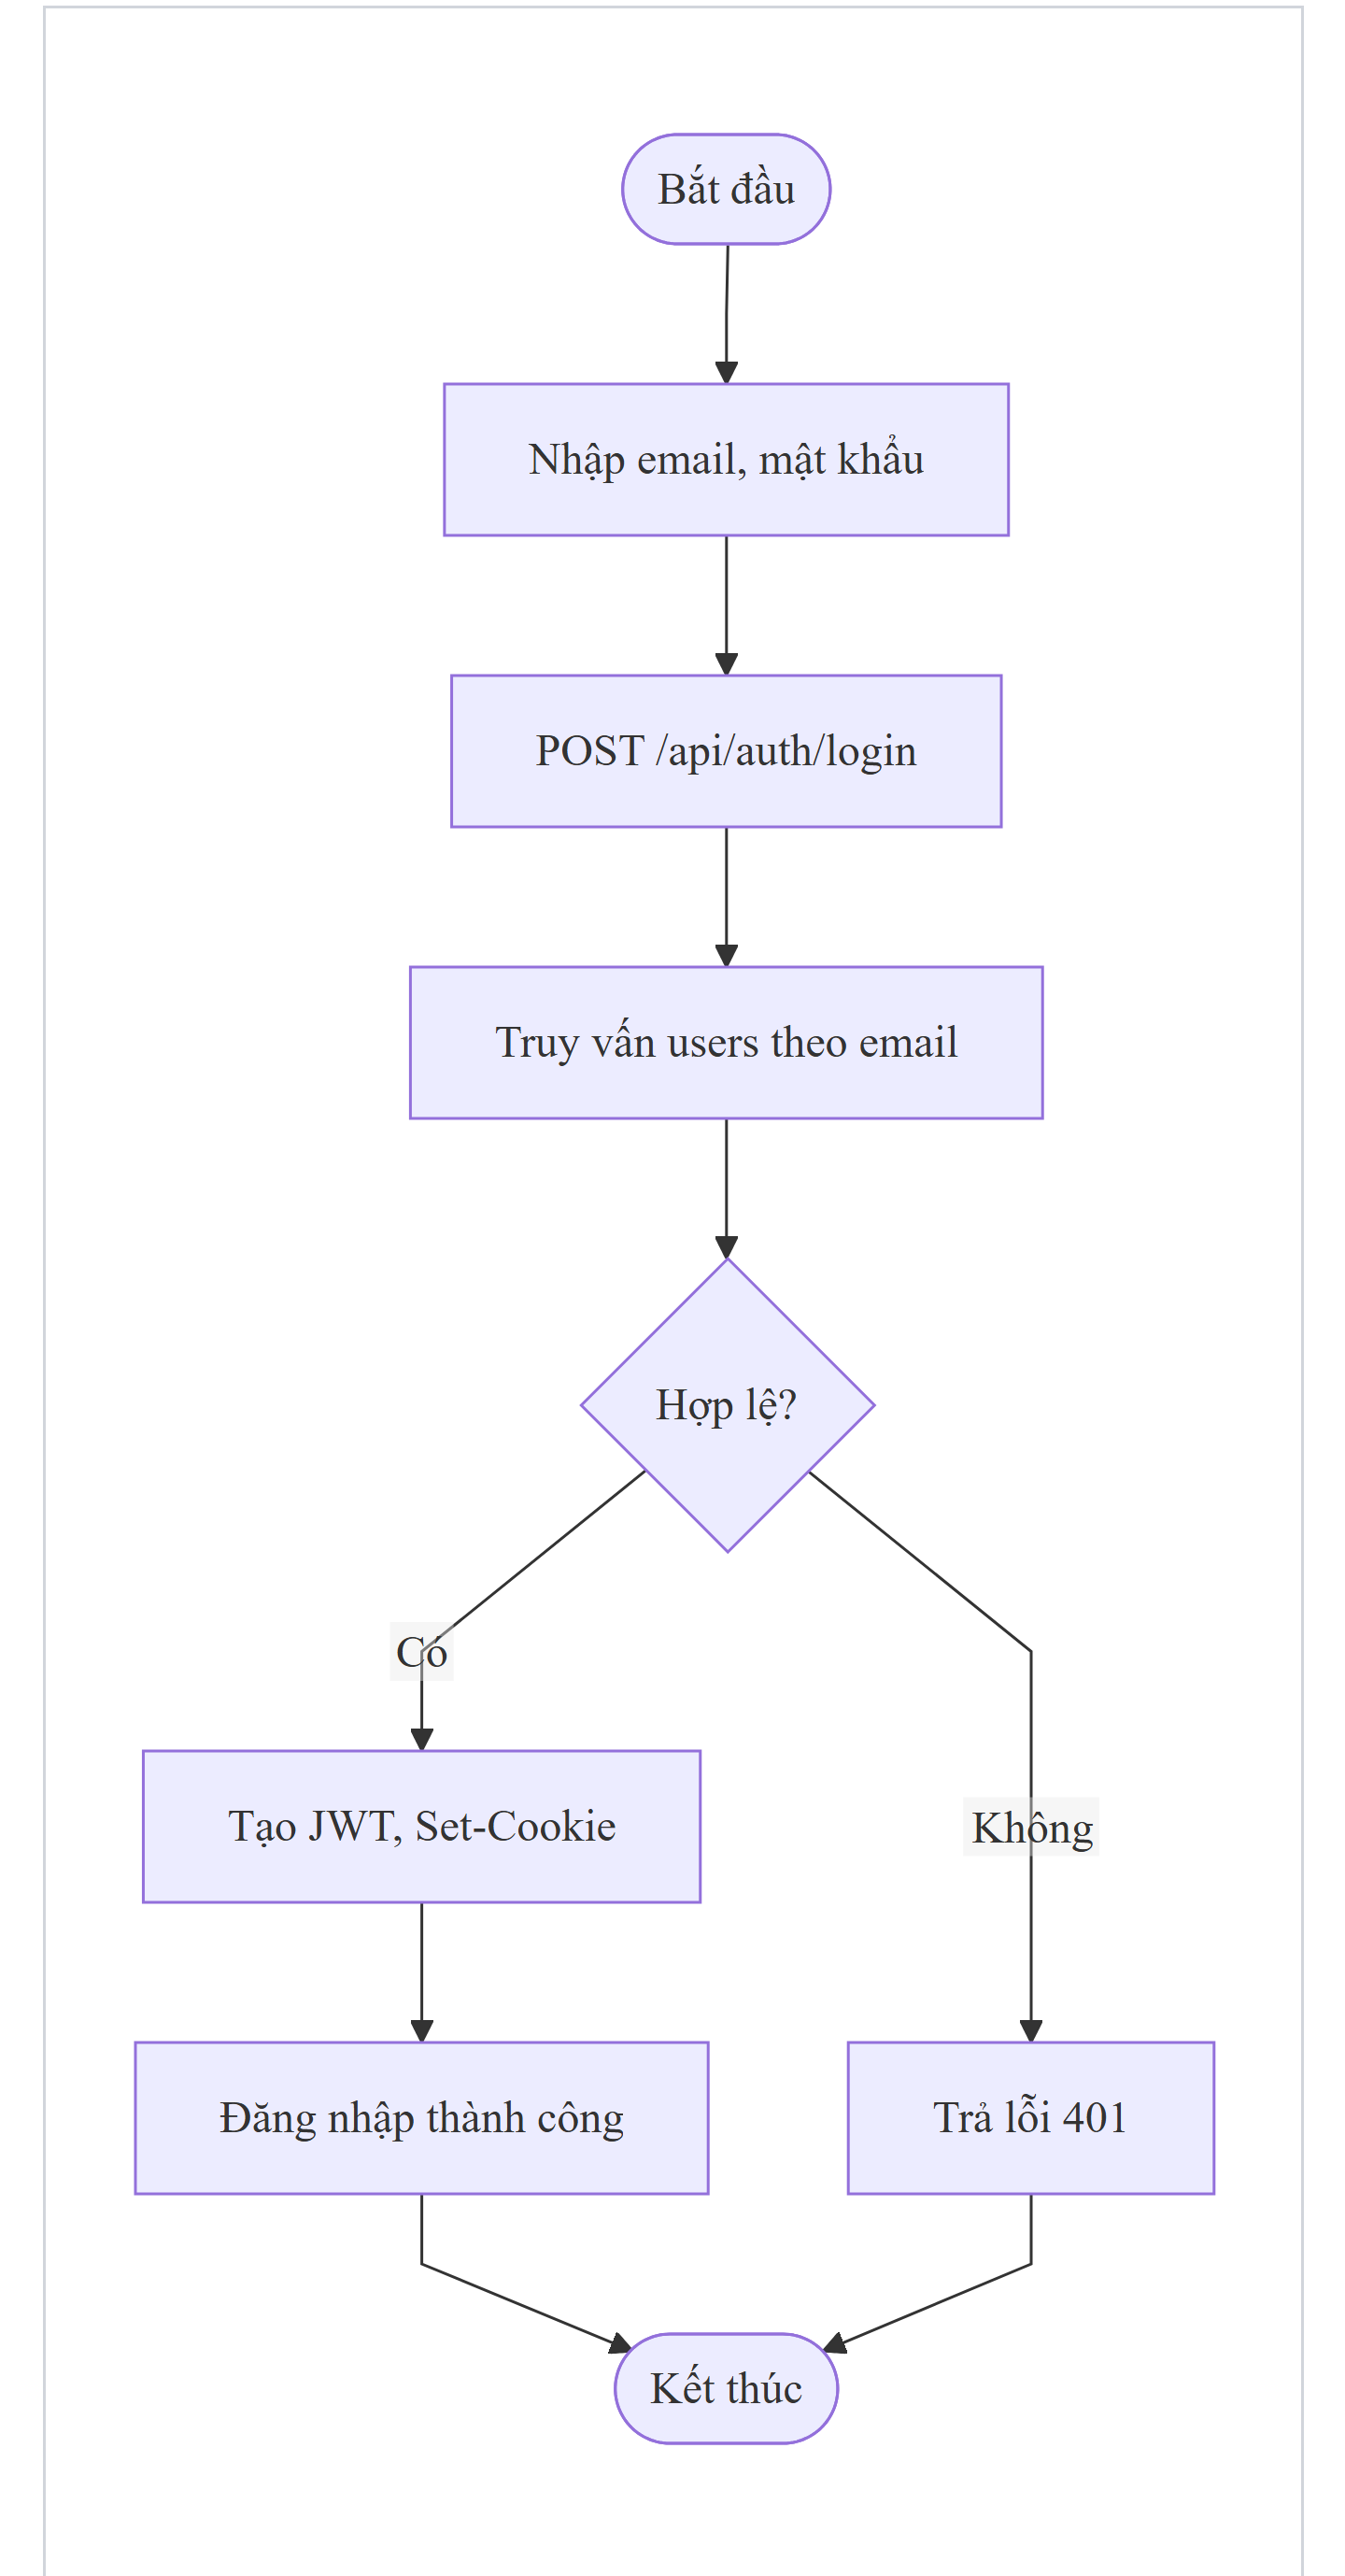 Bắt đầu
Nhập email, mật khẩu
POST /api/auth/login
Truy vấn users theo email
Hợp lệ?
Có
Tạo JWT, Set-Cookie
Không
Đăng nhập thành công
Trả lỗi 401
Kết thúc